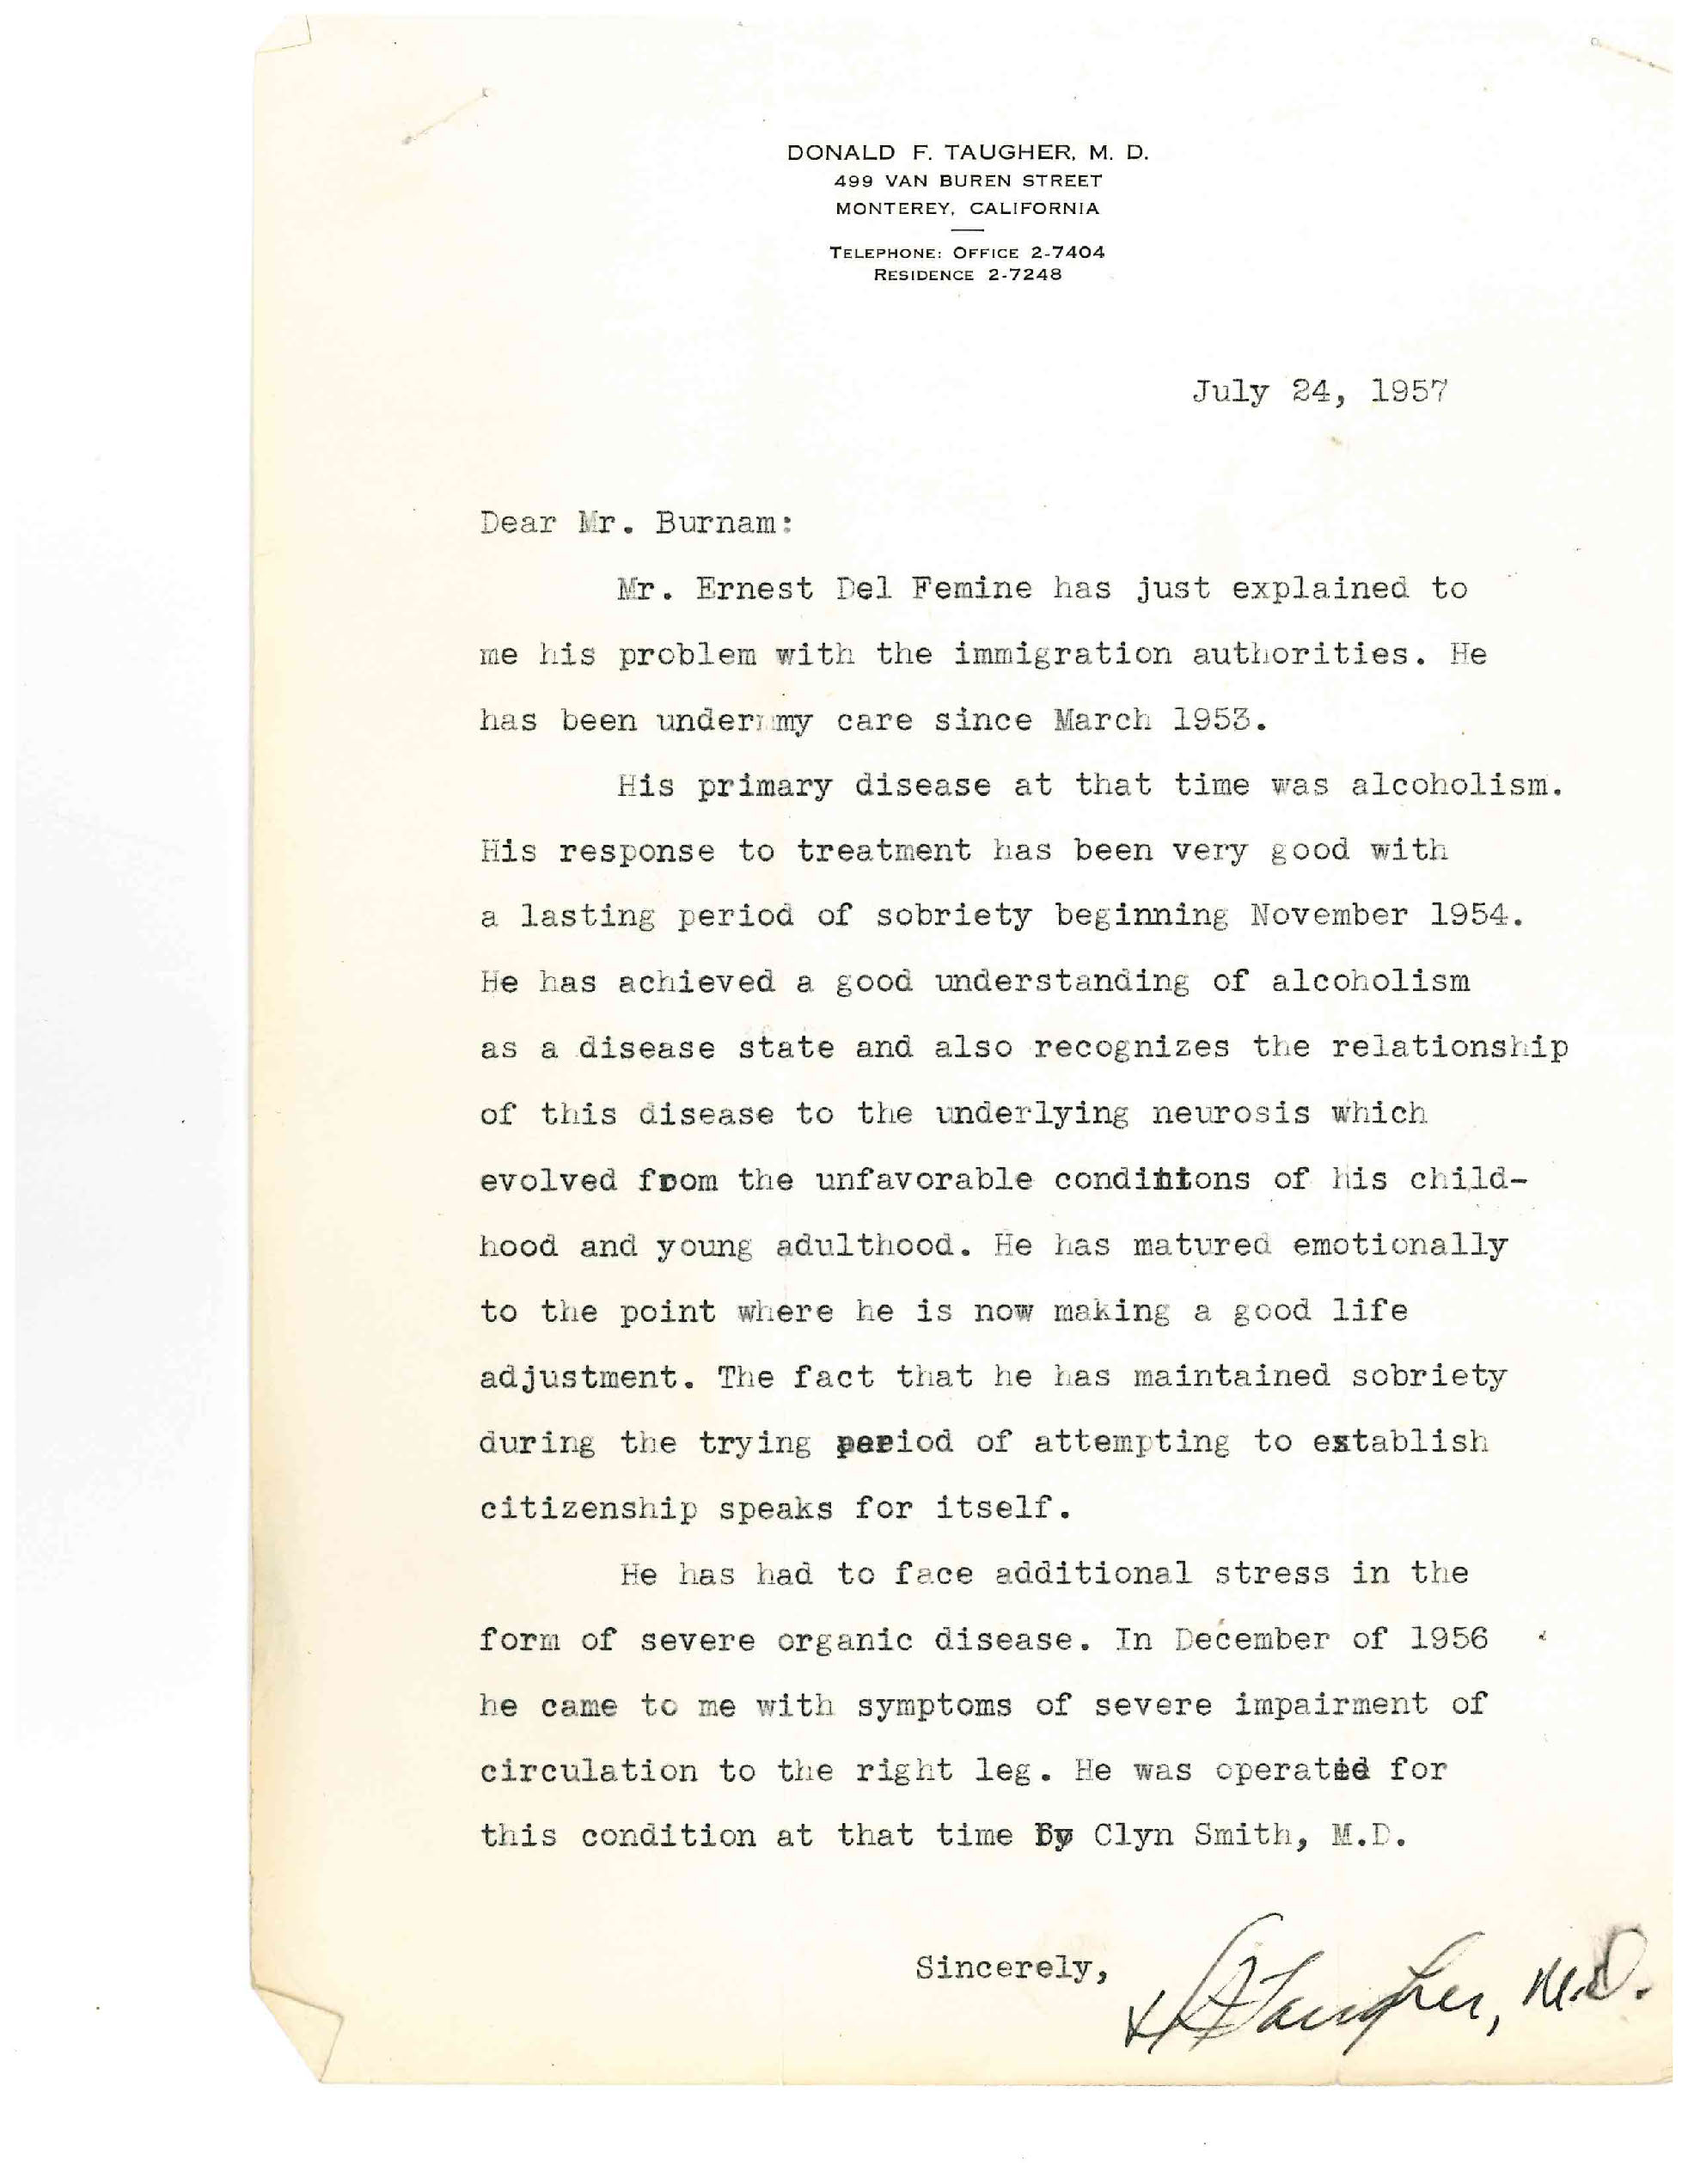 DONALD F. TAUGHER, M. D.
499 VAN BUREN STREET
MONTEREY, CALIFORNIA
TELEPHONE: OFFICE 2-7404
RESIDENCE 2-7248
July 24, 1957
Dear Mr. Burnam:
Mr. Ernest Del Femine has just explained to
me his problem with the immigration authorities. He
has been under my care since March 1953.
His primary disease at that time was alcoholism.
His response to treatment has been very good with
a lasting period of sobriety beginning November 1954.
He has achieved a good understanding of alcoholism
as a disease state and also recognizes the relationship
of this disease to the underlying neurosis which
evolved from the unfavorable conditions of his child-
hood and young adulthood. He has matured emotionally
to the point where he is now making a good life
adjustment. The fact that he has maintained sobriety
during the trying period of attempting to establish
citizenship speaks for itself.
He has had to face additional stress in the
form of severe organic disease. In December of 1956
he came to me with symptoms of severe impairment of
circulation to the right leg. He was operated for
this condition at that time By Clyn Smith, M.D.
Sincerely,
DFTaugher, M.D.